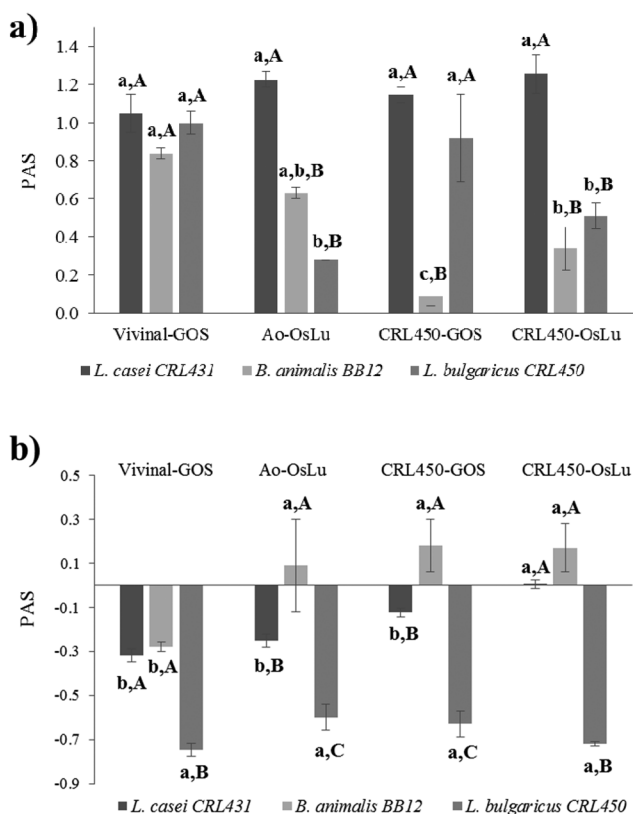 a)
1.4
1.2
1.0
0.8
0.6
0.4
0.2
0.0
PAS
a,A a,A a,A
a,A a,b,B b,B
a,A c,B a,A
a,A b,B b,B
Vivinal-GOS Ao-OsLu CRL450-GOS CRL450-OsLu
L. casei CRL431 B. animalis BB12 L. bulgaricus CRL450
b)
Vivinal-GOS Ao-OsLu CRL450-GOS CRL450-OsLu
0.5
0.3
0.1
-0.1
-0.3
-0.5
-0.7
-0.9
PAS
b,A b,A a,B
b,B a,A a,C
b,B a,A a,C
a,A a,A a,B
L. casei CRL431 B. animalis BB12 L. bulgaricus CRL450